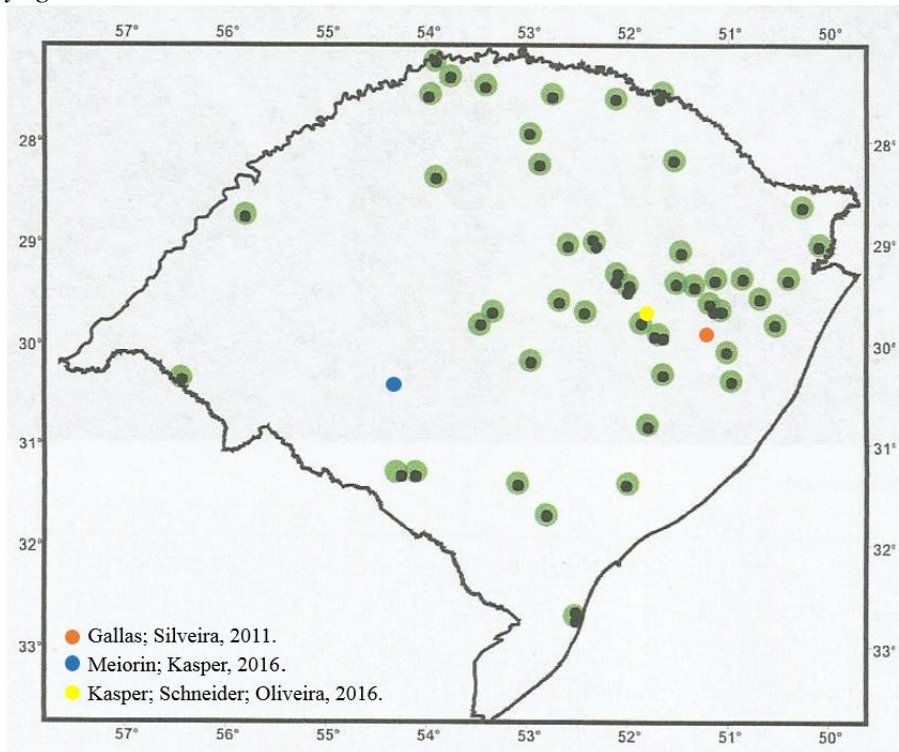 57° 56° 55° 54° 53° 52° 51° 50°
28° 28°
29° 29°
30° 30°
31° 31°
32° 32°
33° 33°
Gallas; Silveira, 2011.
Meiorin; Kasper, 2016.
Kasper; Schneider; Oliveira, 2016.
57° 56° 55° 54° 53° 52° 51° 50°